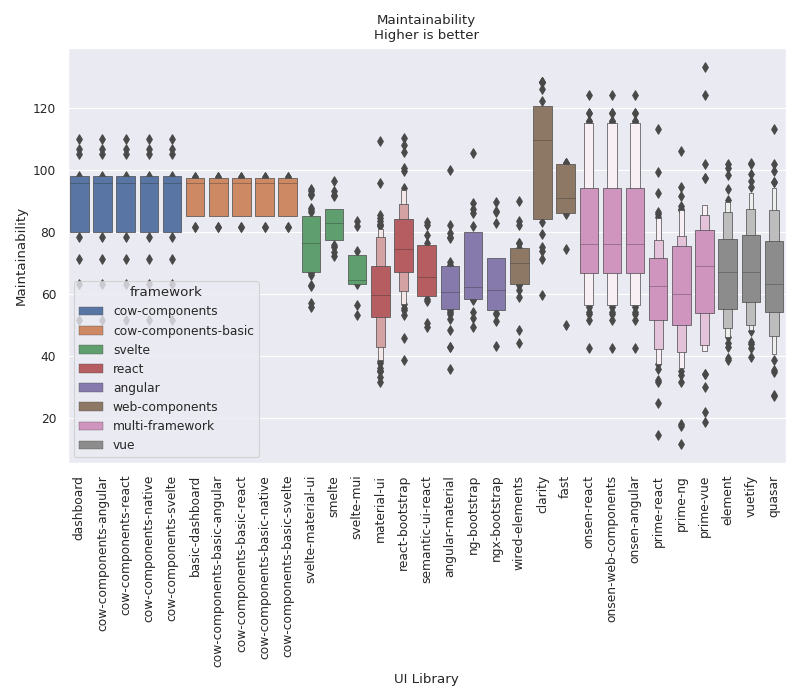 Maintainability
Higher is better
Maintainability
120
100
80
60
40
20
framework
cow-components
cow-components-basic
svelte
react
angular
web-components
multi-framework
vue
dashboard
cow-components-angular
cow-components-react
cow-components-native
cow-components-svelte
basic-dashboard
cow-components-basic-angular
cow-components-basic-react
cow-components-basic-native
cow-components-basic-svelte
svelte-material-ui
smelte
svelte-mui
material-ui
react-bootstrap
semantic-ui-react
angular-material
ng-bootstrap
ngx-bootstrap
wired-elements
clarity
fast
onsen-react
onsen-web-components
onsen-angular
prime-react
prime-ng
prime-vue
element
vuetify
quasar
UI Library